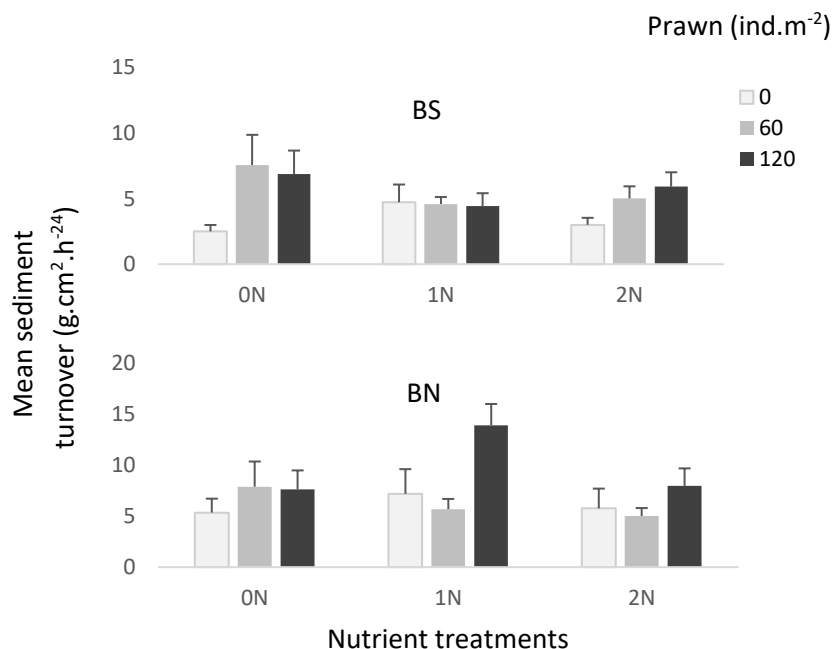 Prawn (ind.m⁻²)
15
10
5
0
BS
0
60
120
0N 1N 2N
Mean sediment
turnover (g.cm².h⁻²⁴)
20
15
10
5
0
BN
0N 1N 2N
Nutrient treatments